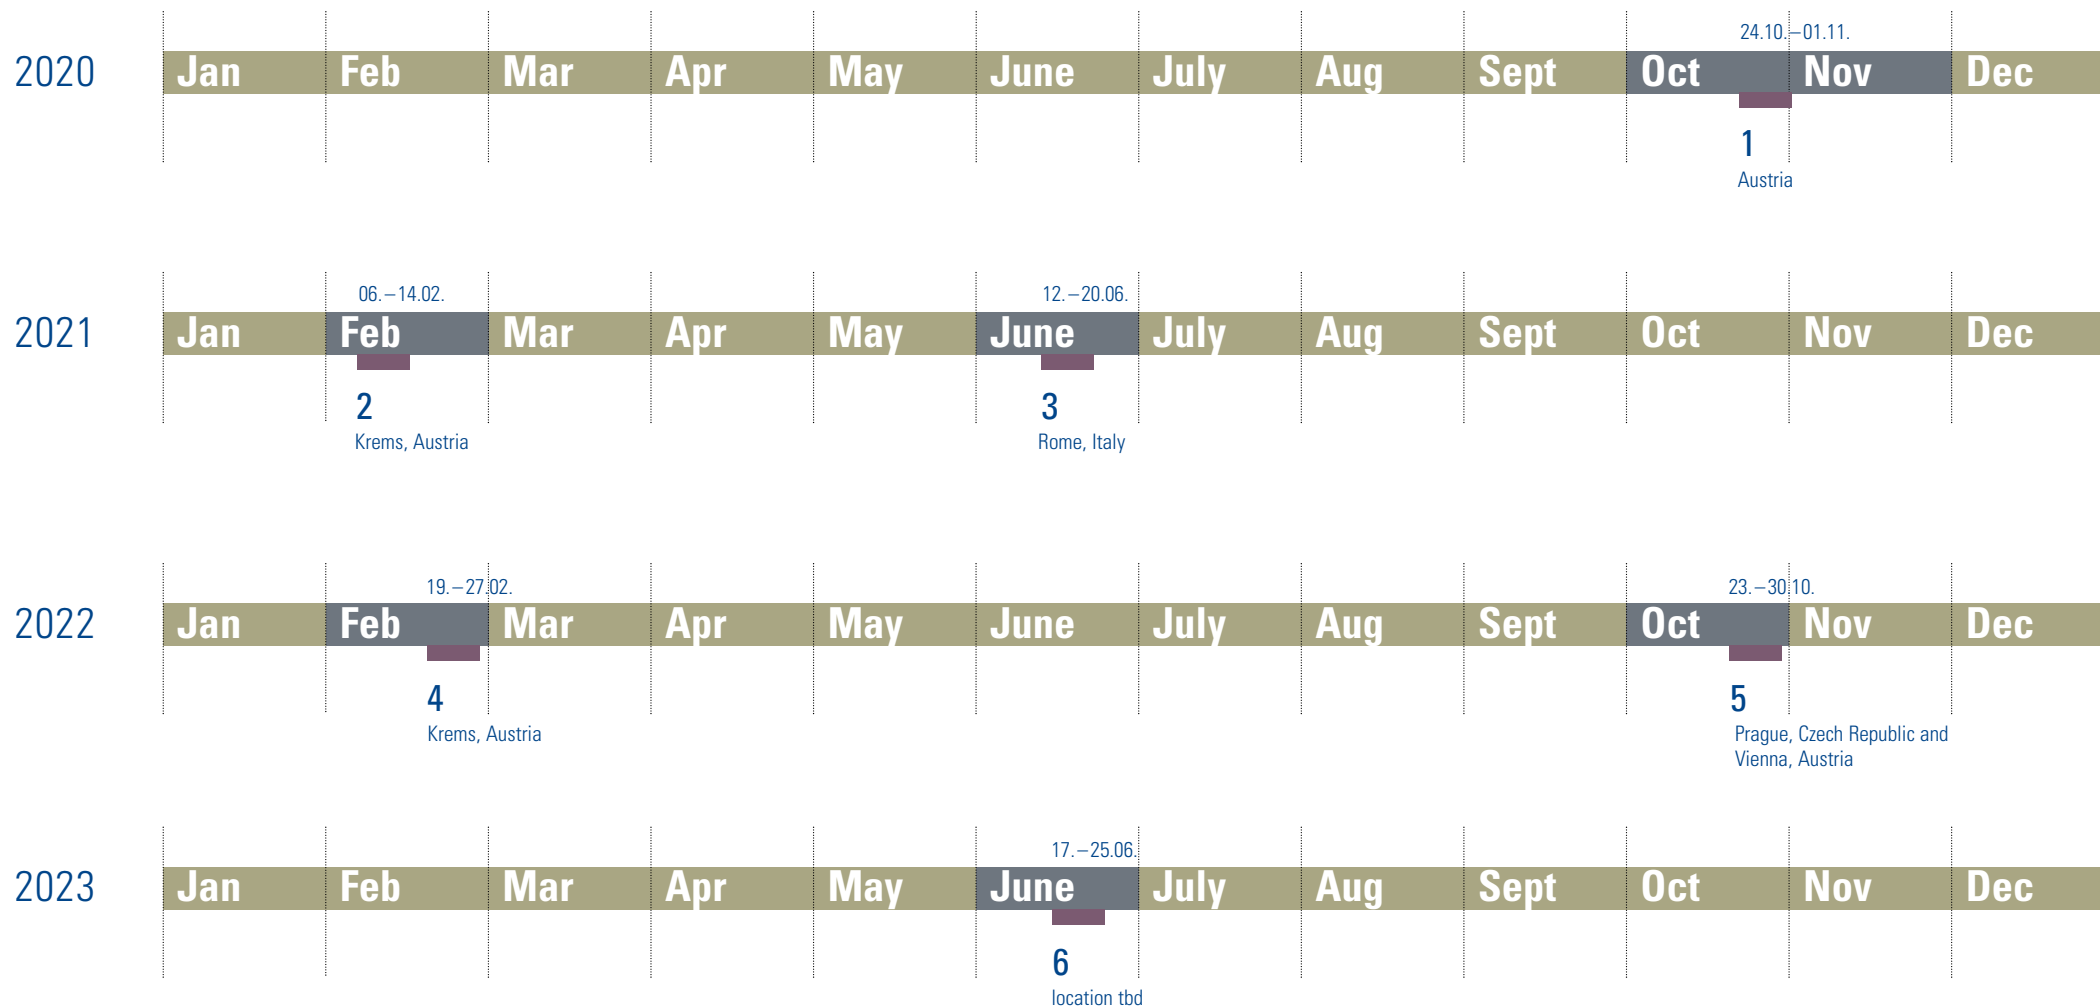 24.10.–01.11.
2020 Jan Feb Mar Apr May June July Aug Sept Oct Nov Dec
1
Austria
06.–14.02. 12.–20.06.
2021 Jan Feb Mar Apr May June July Aug Sept Oct Nov Dec
2 3
Krems, Austria Rome, Italy
19.–27.02. 23.–30.10.
2022 Jan Feb Mar Apr May June July Aug Sept Oct Nov Dec
4 5
Krems, Austria Prague, Czech Republic and
Vienna, Austria
17.–25.06.
2023 Jan Feb Mar Apr May June July Aug Sept Oct Nov Dec
6
location tbd